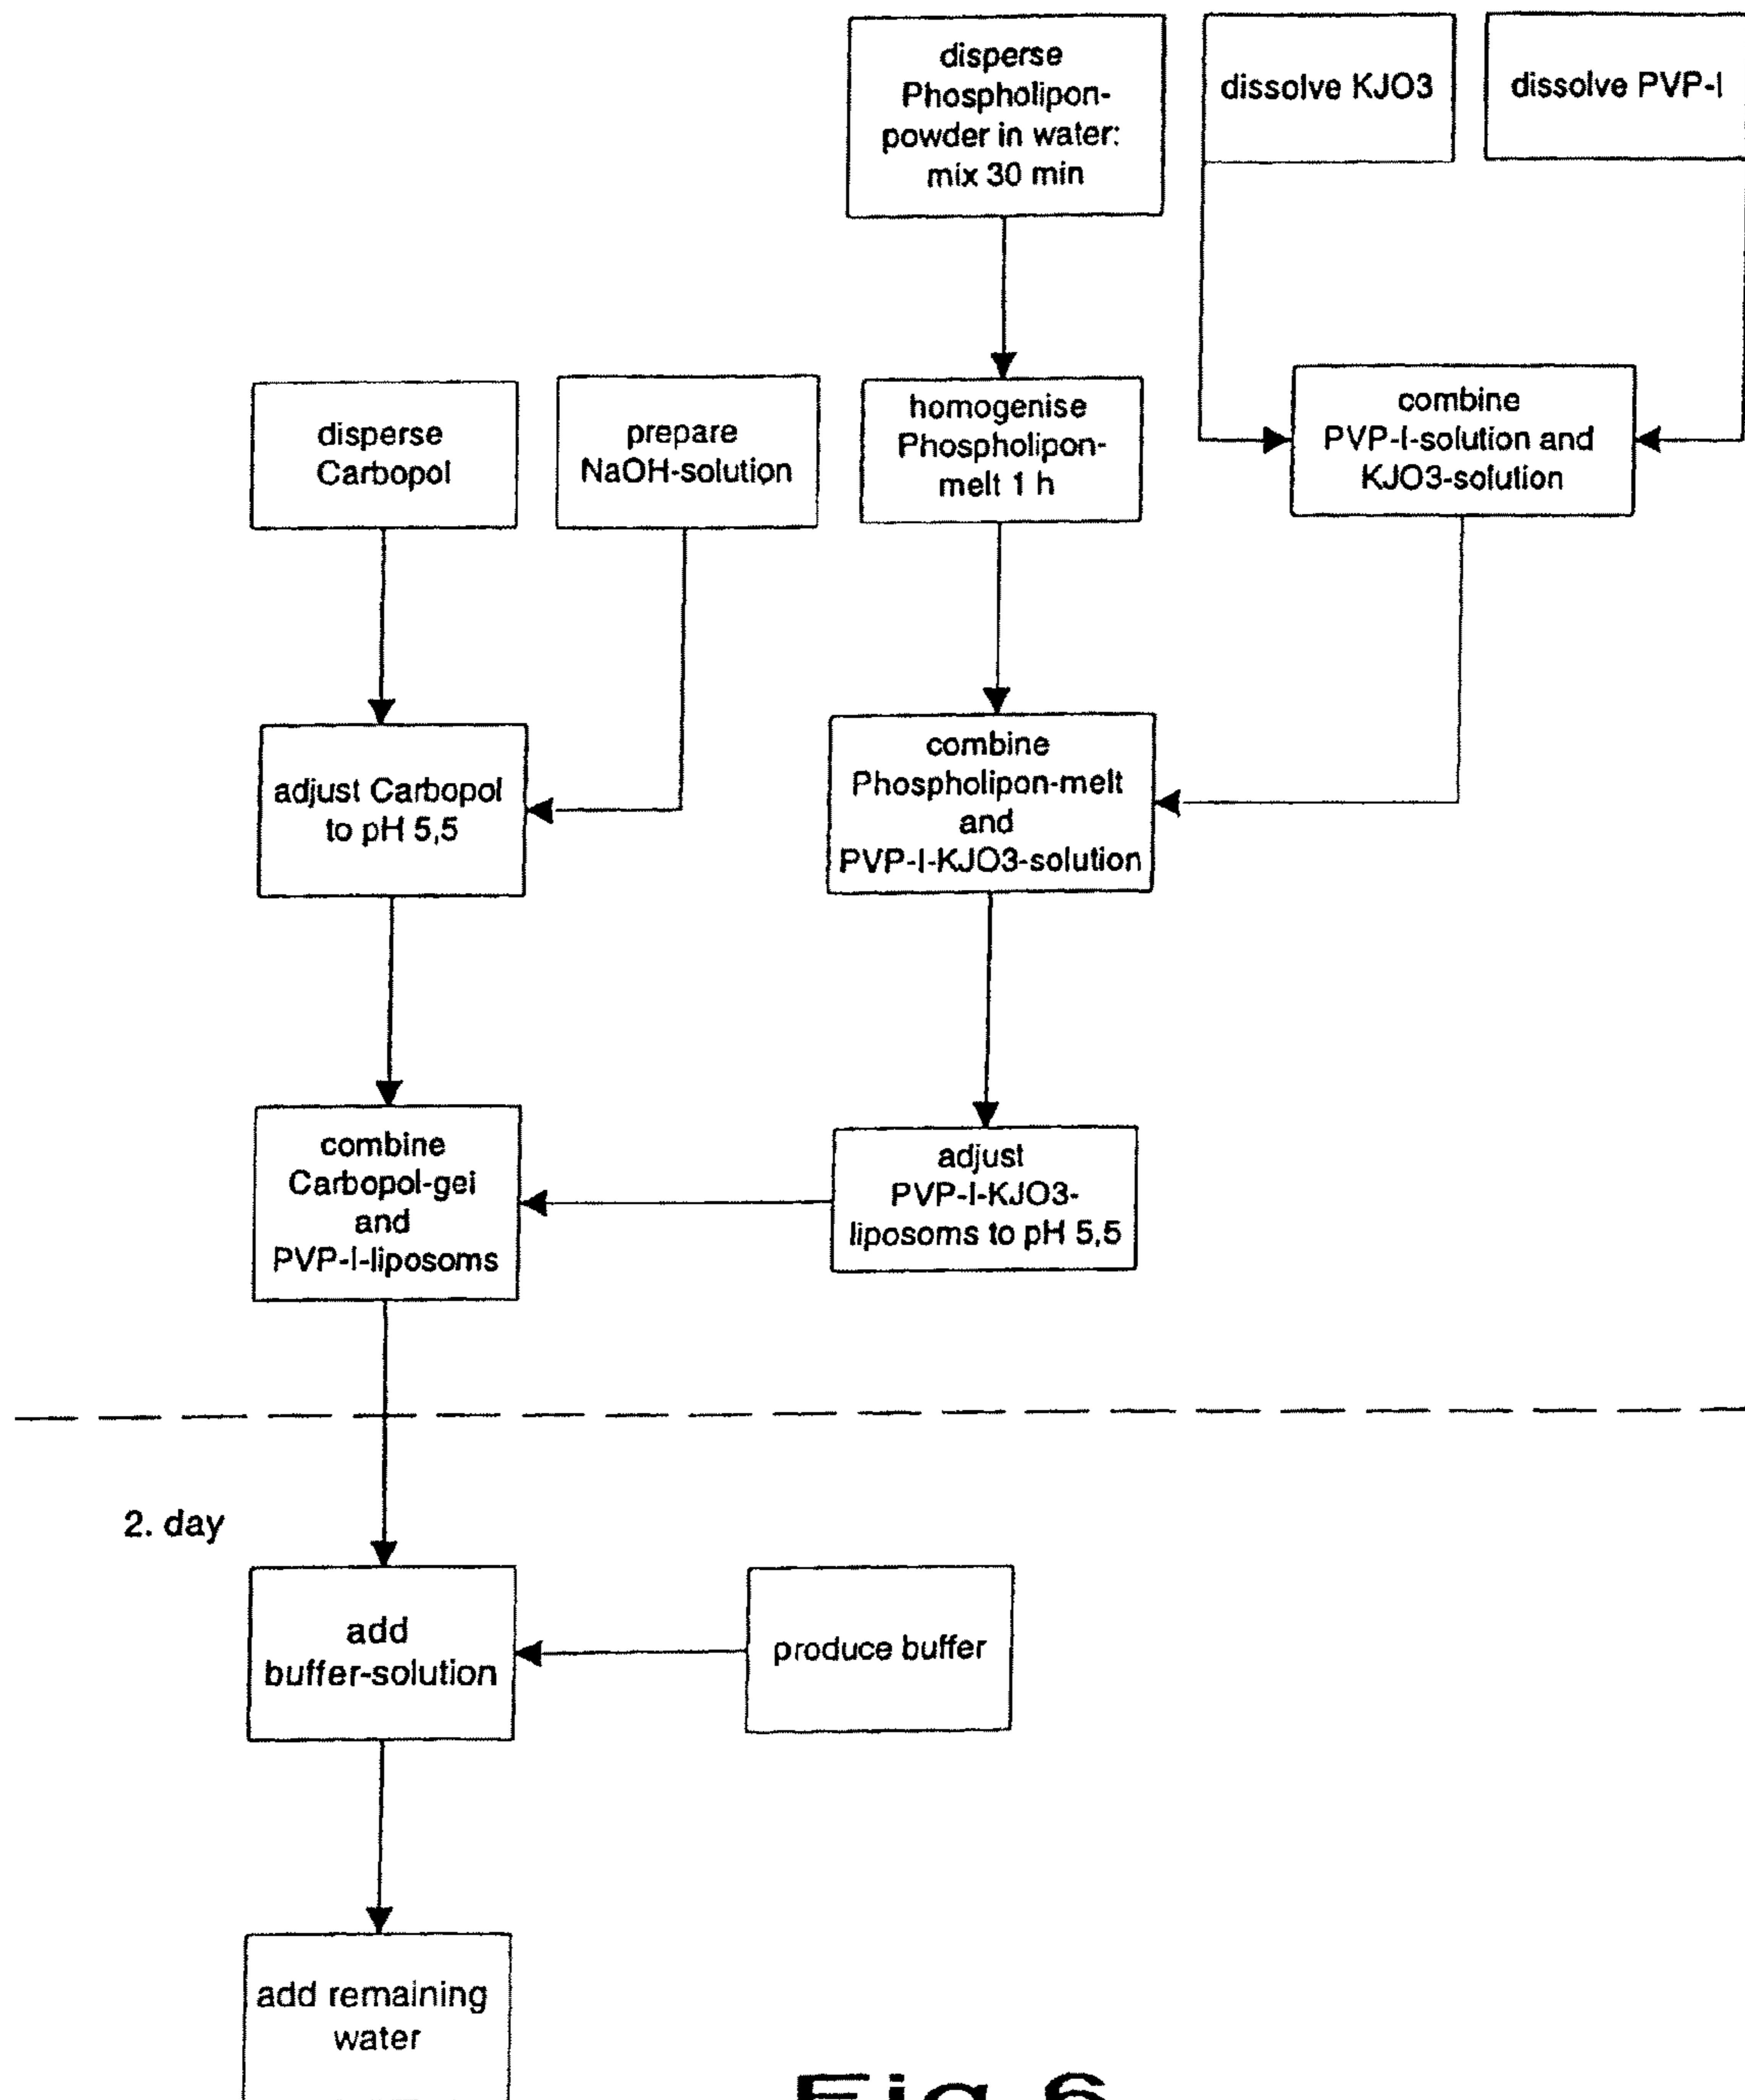 disperse
Phospholipon-
powder in water:
mix 30 min
dissolve KJO3
dissolve PVP-I
disperse
Carbopol
prepare
NaOH-solution
homogenise
Phospholipon-
melt 1 h
combine
PVP-I-solution and
KJO3-solution
adjust Carbopol
to pH 5,5
combine
Phospholipon-melt
and
PVP-I-KJO3-solution
combine
Carbopol-gel
and
PVP-I-liposoms
adjust
PVP-I-KJO3-
liposoms to pH 5,5
2. day
add
buffer-solution
produce buffer
add remaining
water
Fig 6